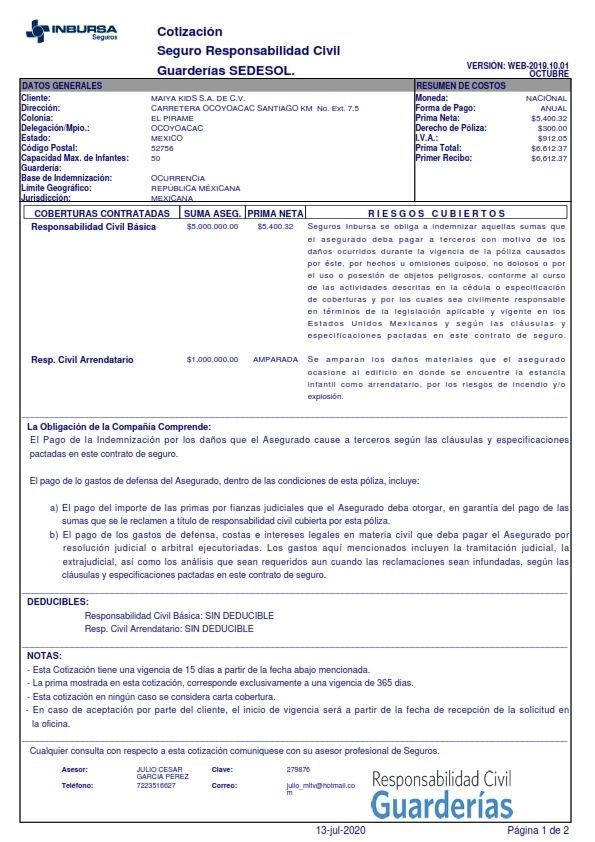 INBURSA
Seguros
Cotización
Seguro Responsabilidad Civil
Guarderías SEDESOL.
VERSIÓN: WEB-2019.10.01
OCTUBRE
DATOS GENERALES
Cliente: MAIYA KIDS S.A. DE C.V.
Dirección: CARRETERA OCOYOACAC SANTIAGO KM No. Ext. 7.5
Colonia: EL PIRAME
Delegación/Mpio.: OCOYOACAC
Estado: MEXICO
Código Postal: 52756
Capacidad Max. de Infantes: 50
Guardería:
Base de Indemnización: OCURRENCIA
Límite Geográfico: REPÚBLICA MÉXICANA
Jurisdicción: MEXICANA
RESUMEN DE COSTOS
Moneda: NACIONAL
Forma de Pago: ANUAL
Prima Neta: $5,400.32
Derecho de Póliza: $300.00
I.V.A.: $912.05
Prima Total: $6,612.37
Primer Recibo: $6,612.37
COBERTURAS CONTRATADAS SUMA ASEG. PRIMA NETA RIESGOS CUBIERTOS
Responsabilidad Civil Básica $5,000,000.00 $5,400.32 Seguros Inbursa se obliga a indemnizar aquellas sumas que
el asegurado deba pagar a terceros con motivo de los
daños ocurridos durante la vigencia de la póliza causados
por éste, por hechos u omisiones culposo, no dolosos o por
el uso o posesión de objetos peligrosos, conforme al curso
de las actividades descritas en la cédula o especificación
de coberturas y por los cuales sea civilmente responsable
en términos de la legislación aplicable y vigente en los
Estados Unidos Mexicanos y según las cláusulas y
especificaciones pactadas en este contrato de seguro.
Resp. Civil Arrendatario $1,000,000.00 AMPARADA Se amparan los daños materiales que el asegurado
ocasione al edificio en donde se encuentre la estancia
infantil como arrendatario, por los riesgos de incendio y/o
explosión.
La Obligación de la Compañía Comprende:
El Pago de la Indemnización por los daños que el Asegurado cause a terceros según las cláusulas y especificaciones
pactadas en este contrato de seguro.
El pago de lo gastos de defensa del Asegurado, dentro de las condiciones de esta póliza, incluye:
a) El pago del importe de las primas por fianzas judiciales que el Asegurado deba otorgar, en garantía del pago de las
sumas que se le reclamen a título de responsabilidad civil cubierta por esta póliza.
b) El pago de los gastos de defensa, costas e intereses legales en materia civil que deba pagar el Asegurado por
resolución judicial o arbitral ejecutoriadas. Los gastos aquí mencionados incluyen la tramitación judicial, la
extrajudicial, así como los análisis que sean requeridos aun cuando las reclamaciones sean infundadas, según las
cláusulas y especificaciones pactadas en este contrato de seguro.
DEDUCIBLES:
Responsabilidad Civil Básica: SIN DEDUCIBLE
Resp. Civil Arrendatario: SIN DEDUCIBLE
NOTAS:
- Esta Cotización tiene una vigencia de 15 días a partir de la fecha abajo mencionada.
- La prima mostrada en esta cotización, corresponde exclusivamente a una vigencia de 365 dias.
- Esta cotización en ningún caso se considera carta cobertura.
- En caso de aceptación por parte del cliente, el inicio de vigencia será a partir de la fecha de recepción de la solicitud en
la oficina.
Cualquier consulta con respecto a esta cotización comuniquese con su asesor profesional de Seguros.
Asesor: JULIO CESAR GARCIA PEREZ Clave: 279876
Teléfono: 7223516627 Correo: julio_mitv@hotmail.co
m
Responsabilidad Civil
Guarderías
13-jul-2020 Página 1 de 2